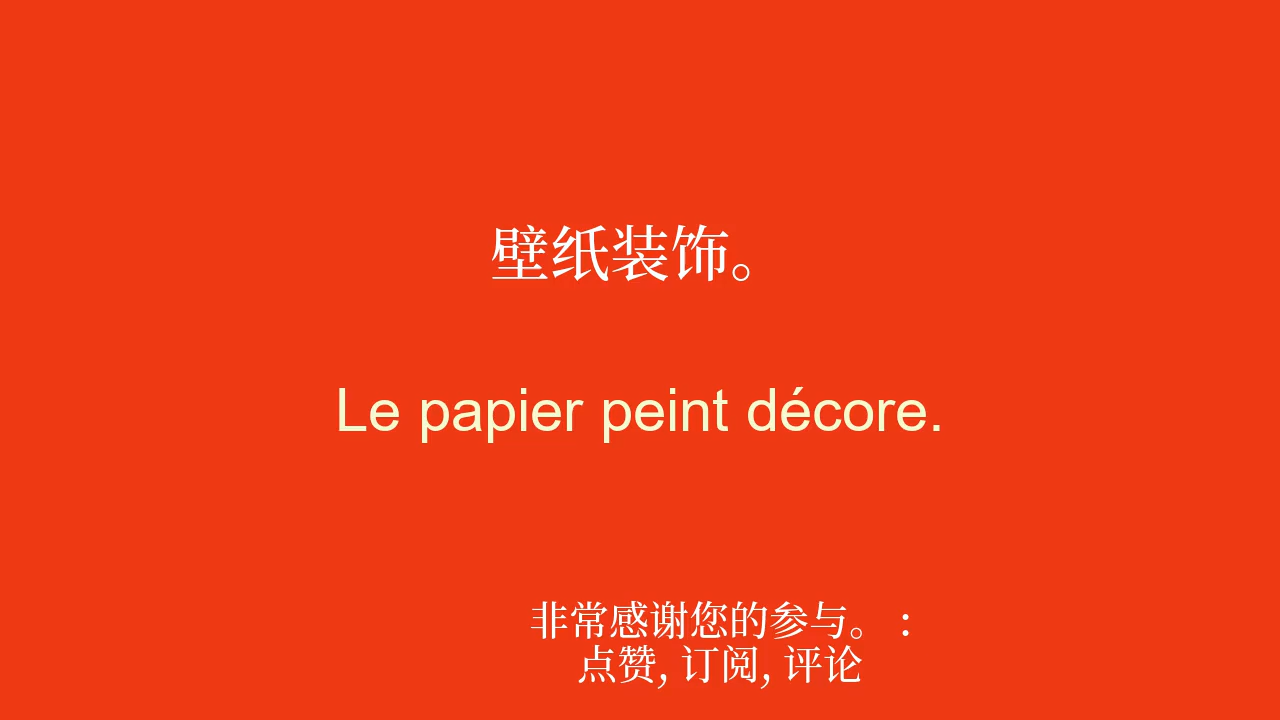 壁纸装饰。
Le papier peint décore.
非常感谢您的参与。 :
点赞, 订阅, 评论